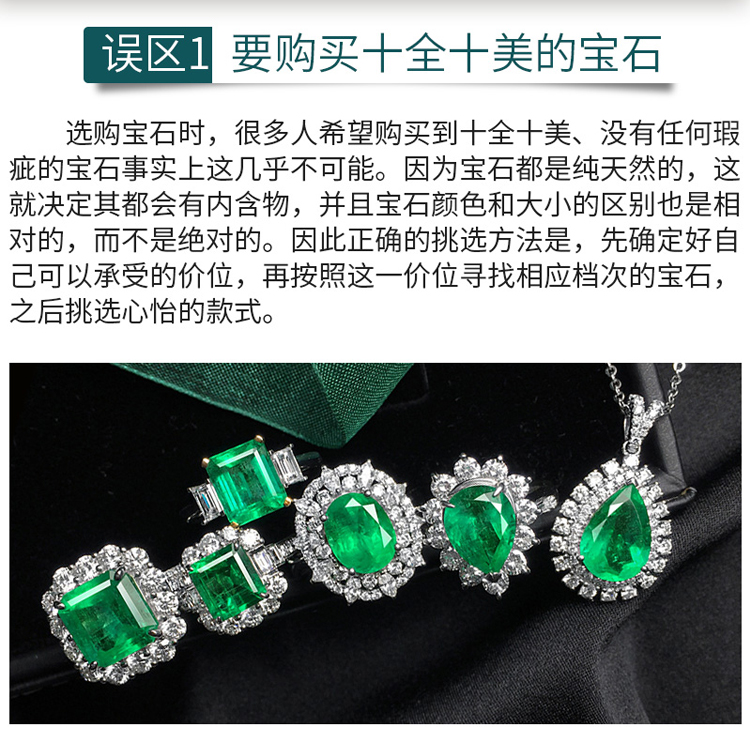 误区1 要购买十全十美的宝石
选购宝石时，很多人希望购买到十全十美、没有任何瑕
疵的宝石事实上这几乎不可能。因为宝石都是纯天然的，这
就决定其都会有内含物，并且宝石颜色和大小的区别也是相
对的，而不是绝对的。因此正确的挑选方法是，先确定好自
己可以承受的价位，再按照这一价位寻找相应档次的宝石，
之后挑选心怡的款式。